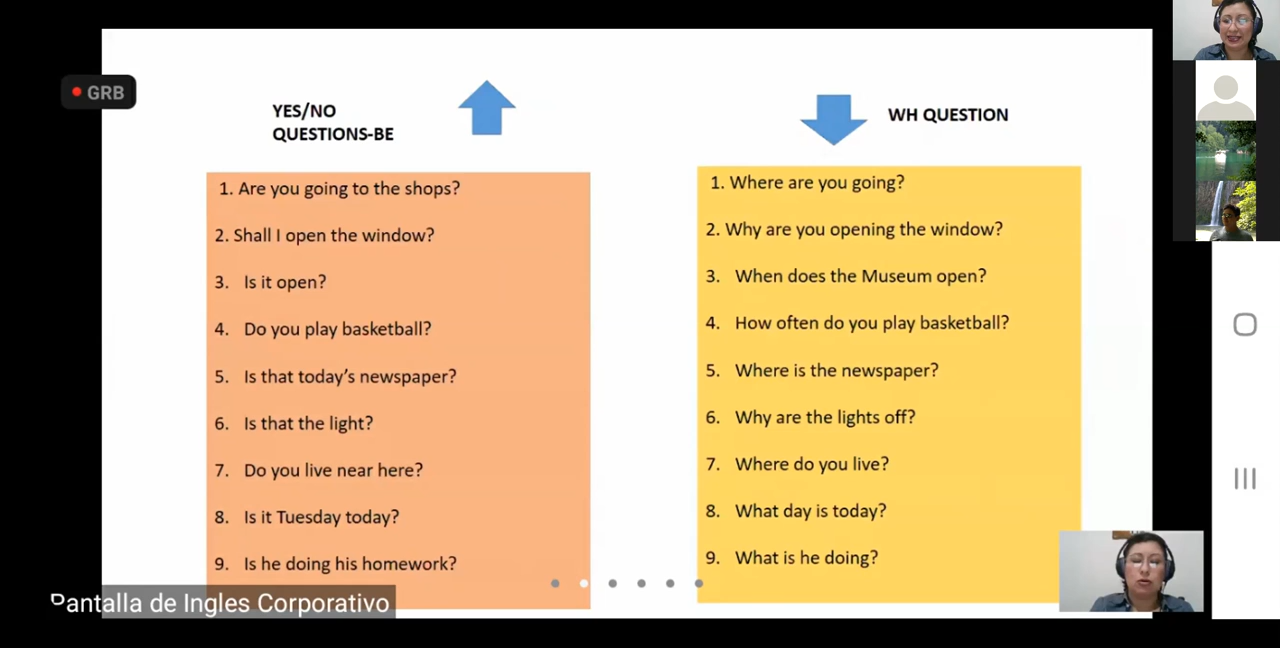 GRB
YES/NO
QUESTIONS-BE
1. Are you going to the shops?
2. Shall I open the window?
3. Is it open?
4. Do you play basketball?
5. Is that today’s newspaper?
6. Is that the light?
7. Do you live near here?
8. Is it Tuesday today?
9. Is he doing his homework?
WH QUESTION
1. Where are you going?
2. Why are you opening the window?
3. When does the Museum open?
4. How often do you play basketball?
5. Where is the newspaper?
6. Why are the lights off?
7. Where do you live?
8. What day is today?
9. What is he doing?
Pantalla de Ingles Corporativo